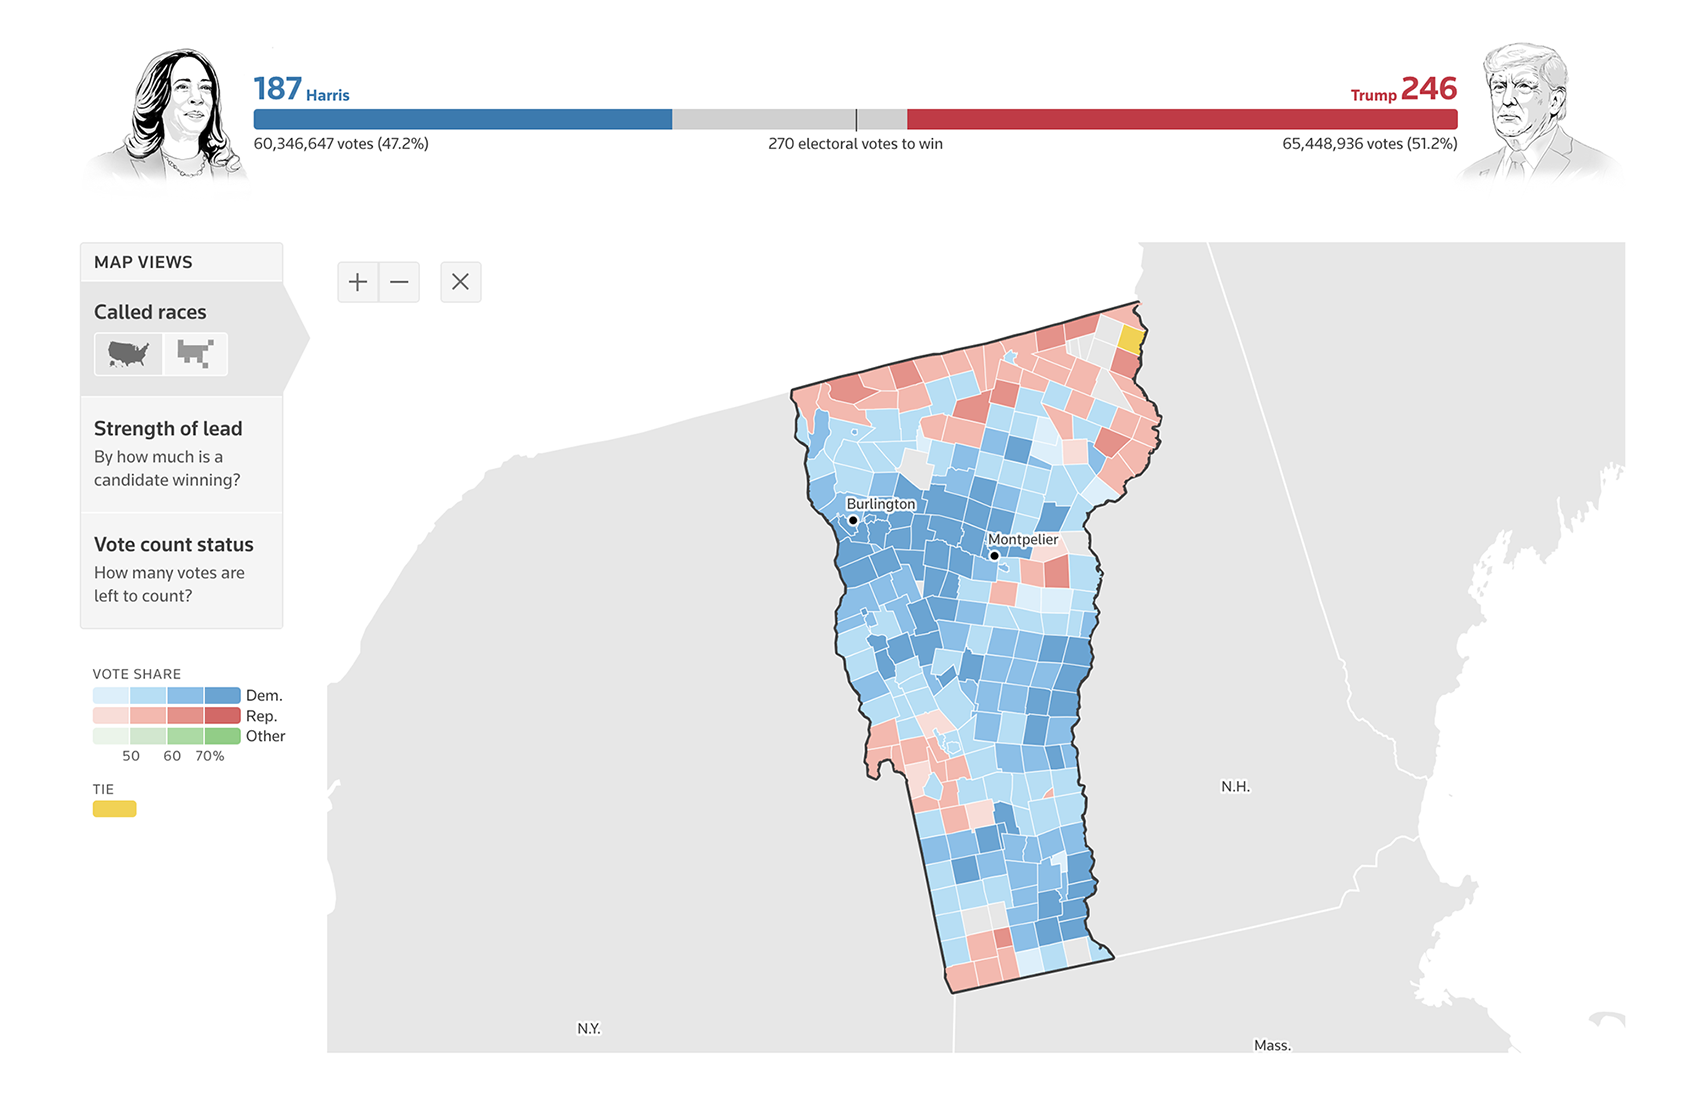 187 Harris
Trump 246
60,346,647 votes (47.2%)
270 electoral votes to win
65,448,936 votes (51.2%)
MAP VIEWS
Called races
Strength of lead
By how much is a
candidate winning?
Vote count status
How many votes are
left to count?
VOTE SHARE
Dem.
Rep.
Other
50 60 70%
TIE
Burlington
Montpelier
N.H.
N.Y.
Mass.